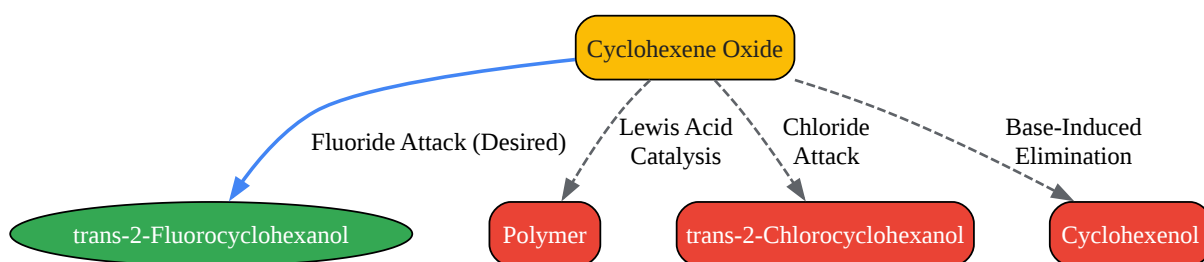 Cyclohexene Oxide
Fluoride Attack (Desired)
Lewis Acid
Catalysis
Chloride
Attack
Base-Induced
Elimination
trans-2-Fluorocyclohexanol
Polymer
trans-2-Chlorocyclohexanol
Cyclohexenol